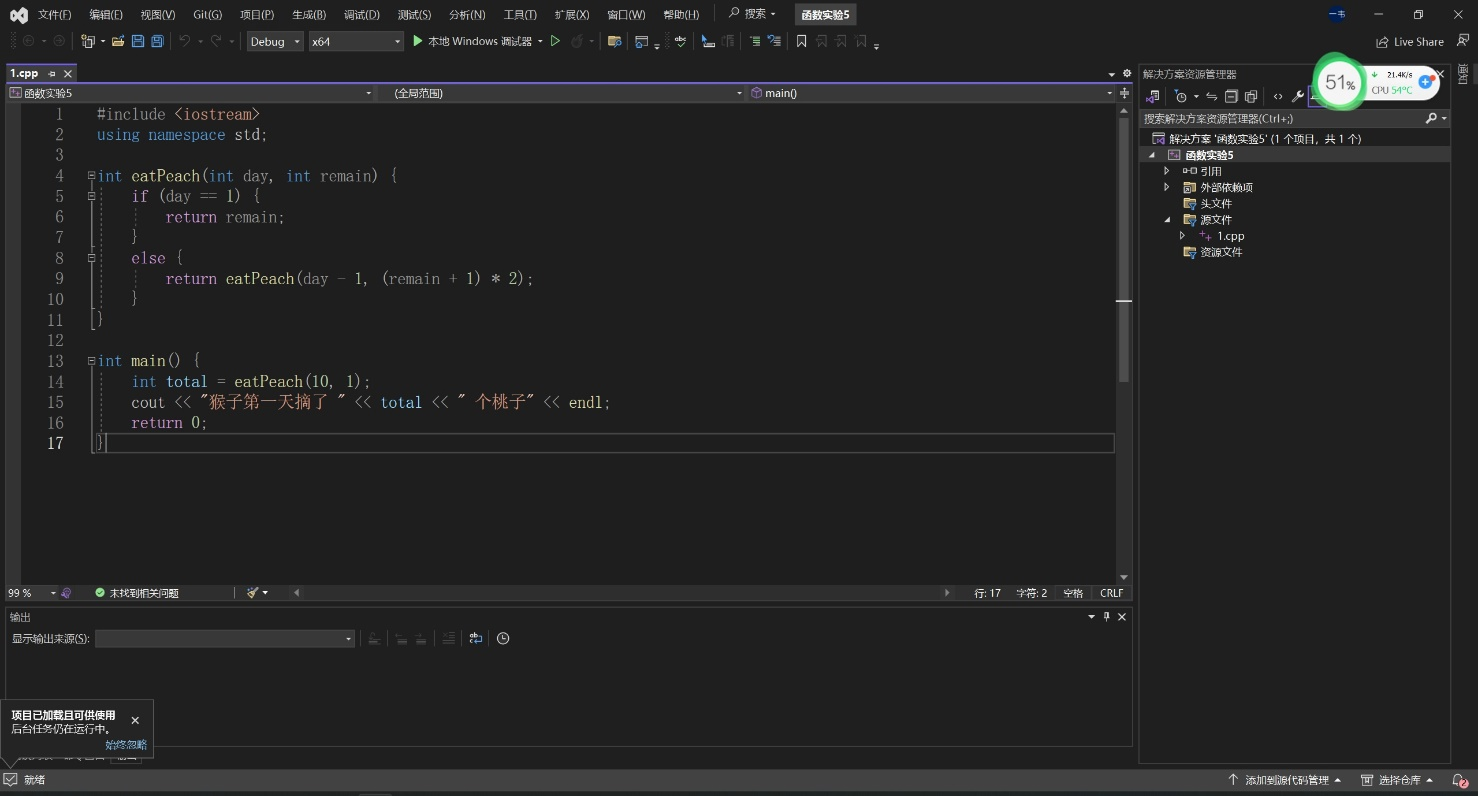 文件(F) 编辑(E) 视图(V) Git(G) 项目(P) 生成(B) 调试(D) 测试(S) 分析(N) 工具(T) 扩展(X) 窗口(W) 帮助(H) 搜索 函数实验5 一韦
Debug x64 本地 Windows 调试器 Live Share
1.cpp
函数实验5 (全局范围) main()
1 #include <iostream>
2 using namespace std;
3
4 int eatPeach(int day, int remain) {
5 if (day == 1) {
6 return remain;
7 }
8 else {
9 return eatPeach(day - 1, (remain + 1) * 2);
10 }
11 }
12
13 int main() {
14 int total = eatPeach(10, 1);
15 cout << "猴子第一天摘了 " << total << " 个桃子" << endl;
16 return 0;
17 }
99 % 未找到相关问题 行: 17 字符: 2 空格 CRLF
输出
显示输出来源(S):
解决方案资源管理器
51%
21.4K/s
CPU 54°C
通知
搜索解决方案资源管理器(Ctrl+;)
解决方案 '函数实验5' (1 个项目，共 1 个)
函数实验5
引用
外部依赖项
头文件
源文件
1.cpp
资源文件
项目已加载且可供使用
后台任务仍在运行中。
始终忽略
就绪 添加到源代码管理 选择仓库 2